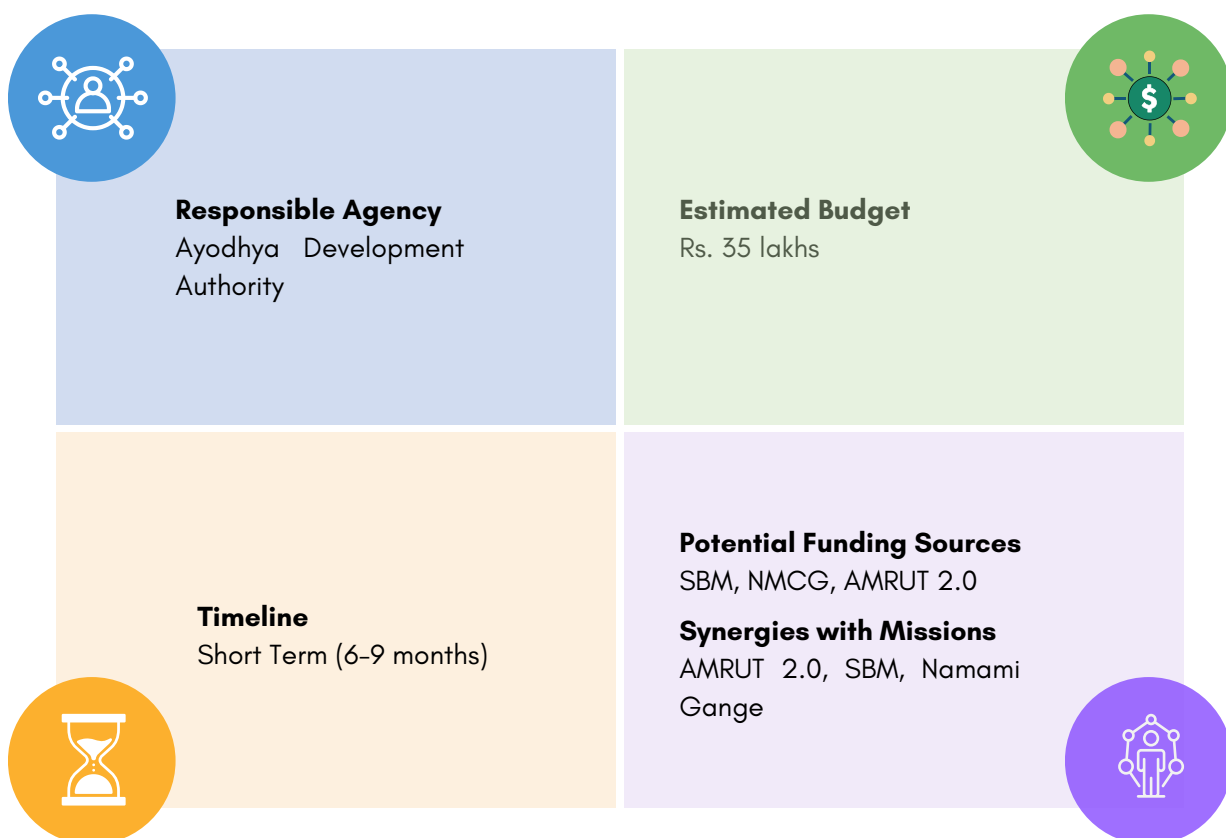 Responsible Agency
Ayodhya Development
Authority
Estimated Budget
Rs. 35 lakhs
Timeline
Short Term (6-9 months)
Potential Funding Sources
SBM, NMCG, AMRUT 2.0
Synergies with Missions
AMRUT 2.0, SBM, Namami
Gange
$